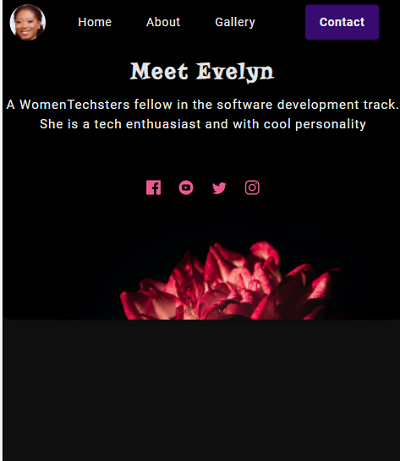 Home About Gallery Contact
Meet Evelyn
A WomenTechsters fellow in the software development track.
She is a tech enthusiast and with cool personality